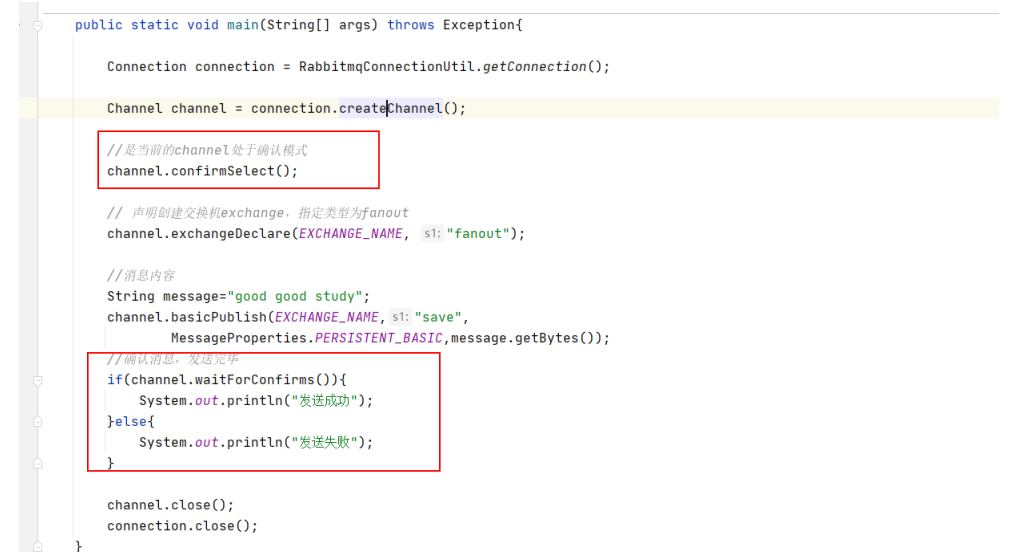 public static void main(String[] args) throws Exception{
Connection connection = RabbitmqConnectionUtil.getConnection();
Channel channel = connection.createChannel();
//是当前的channel处于确认模式
channel.confirmSelect();
// 声明创建交换机exchange，指定类型为fanout
channel.exchangeDeclare(EXCHANGE_NAME, s1: "fanout");
//消息内容
String message="good good study";
channel.basicPublish(EXCHANGE_NAME, s1: "save",
MessageProperties.PERSISTENT_BASIC,message.getBytes());
//确认消息，发送完毕
if(channel.waitForConfirms()){
System.out.println("发送成功");
}else{
System.out.println("发送失败");
}
channel.close();
connection.close();
}